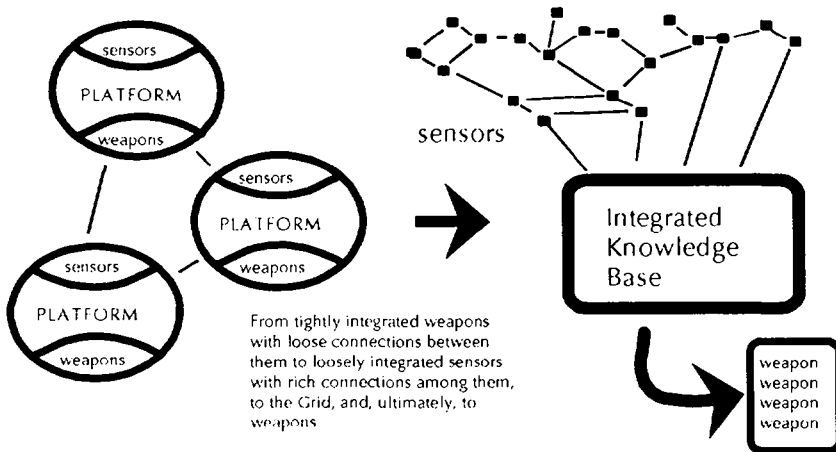 sensors
PLATFORM
weapons
sensors
PLATFORM
weapons
sensors
PLATFORM
weapons
From tightly integrated weapons
with loose connections between
them to loosely integrated sensors
with rich connections among them,
to the Grid, and, ultimately, to
weapons
sensors
Integrated
Knowledge
Base
weapon
weapon
weapon
weapon